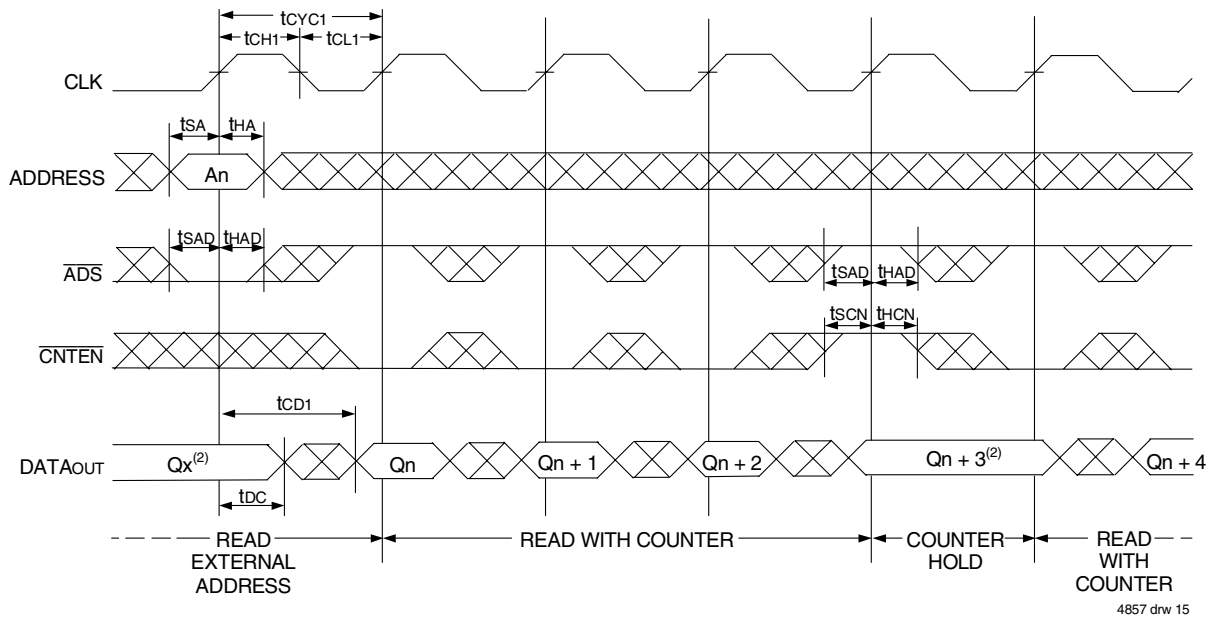 tCYC1
tCH1 tCL1
CLK
tSA tHA
ADDRESS An
tSAD tHAD
ADS
tSAD tHAD
tSCN tHCN
CNTEN
tCD1
DATAOUT Qx(2) Qn Qn + 1 Qn + 2 Qn + 3(2) Qn + 4
tDC
READ EXTERNAL ADDRESS
READ WITH COUNTER
COUNTER HOLD
READ WITH COUNTER
4857 drw 15